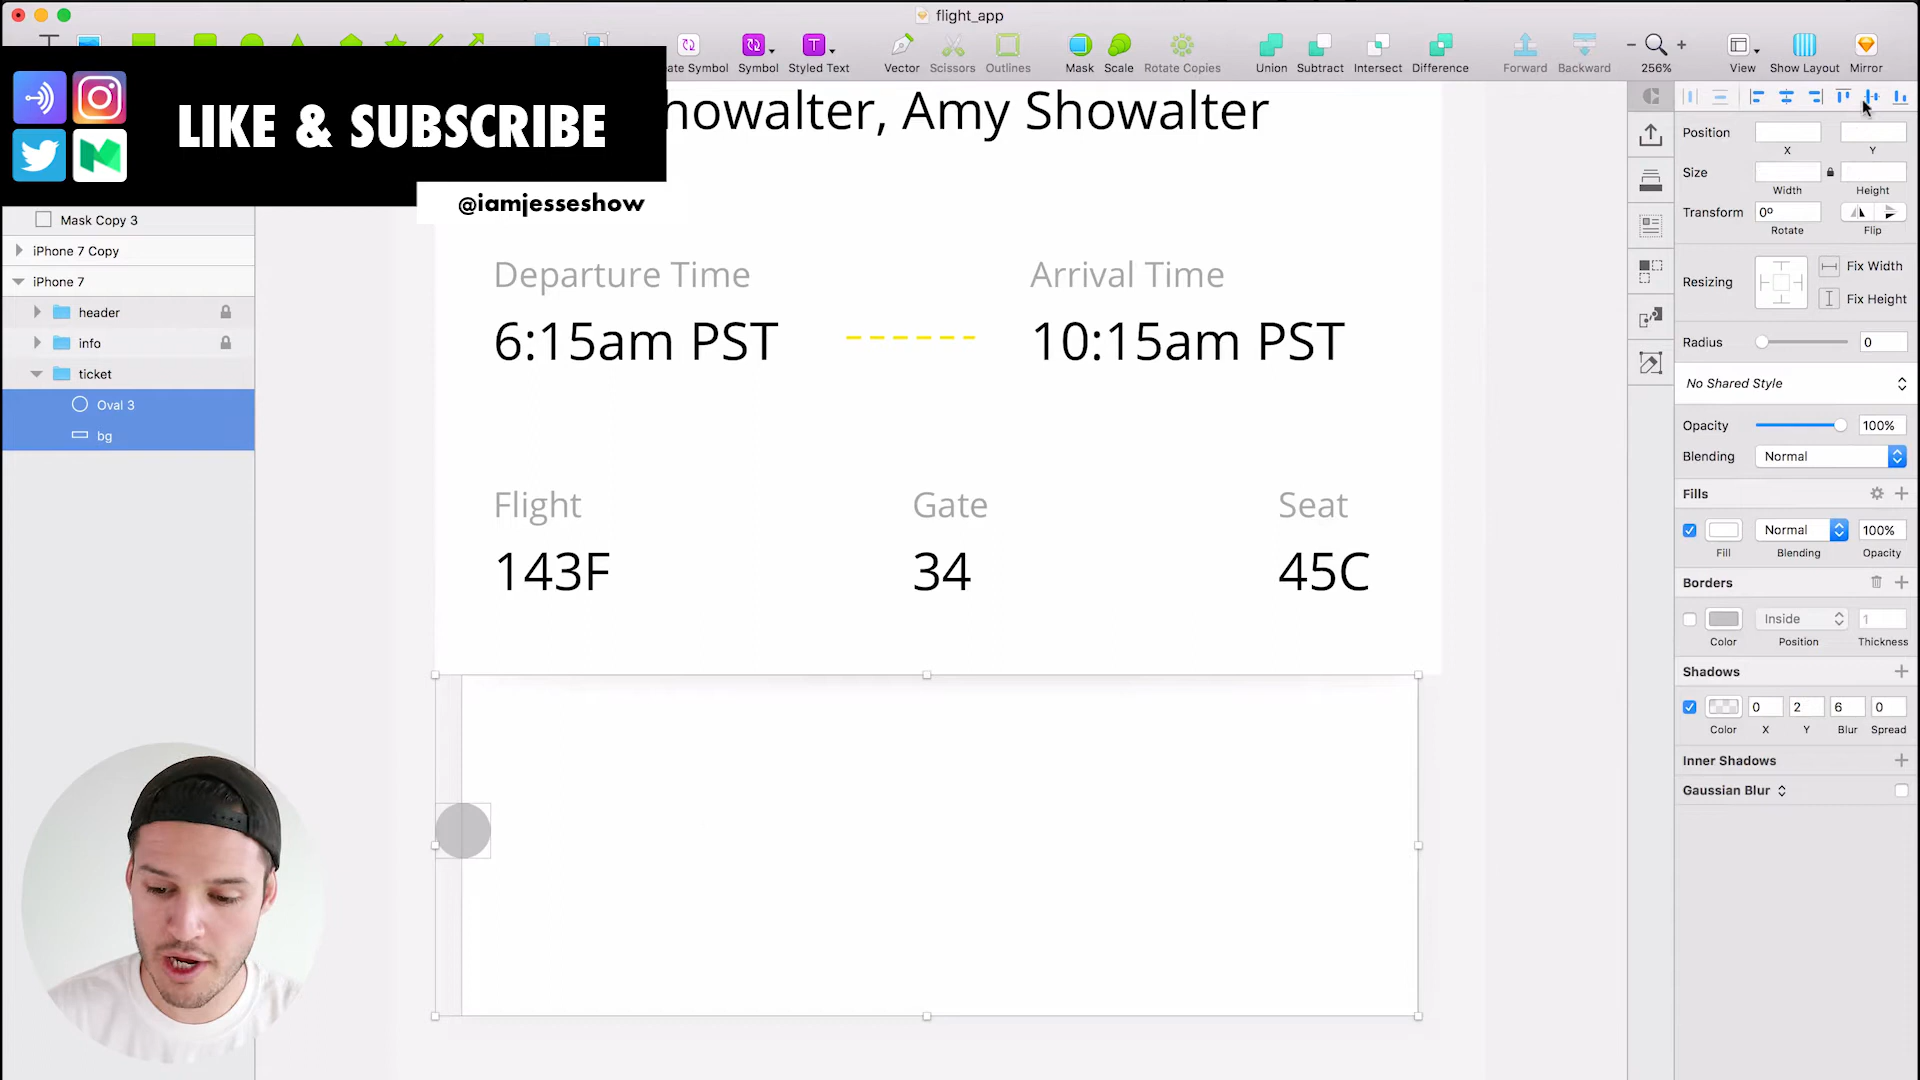 flight_app
ate Symbol
Symbol
Styled Text
Vector
Scissors
Outlines
Mask
Scale
Rotate Copies
Union
Subtract
Intersect
Difference
Forward
Backward
256%
View
Show Layout
Mirror
LIKE & SUBSCRIBE
@iamjesseshow
howalter, Amy Showalter
Mask Copy 3
iPhone 7 Copy
iPhone 7
header
info
ticket
Oval 3
bg
Departure Time
6:15am PST
Arrival Time
10:15am PST
Flight
143F
Gate
34
Seat
45C
Position
X
Y
Size
Width
Height
Transform
0º
Rotate
Flip
Resizing
Fix Width
Fix Height
Radius
0
No Shared Style
Opacity
100%
Blending
Normal
Fills
Normal
100%
Fill
Blending
Opacity
Borders
Inside
1
Color
Position
Thickness
Shadows
0
2
6
0
Color
X
Y
Blur
Spread
Inner Shadows
Gaussian Blur